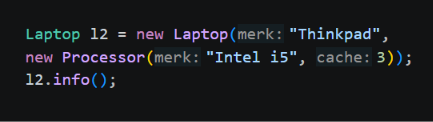 Laptop l2 = new Laptop(merk: "Thinkpad",
new Processor(merk: "Intel i5", cache: 3));
l2.info();